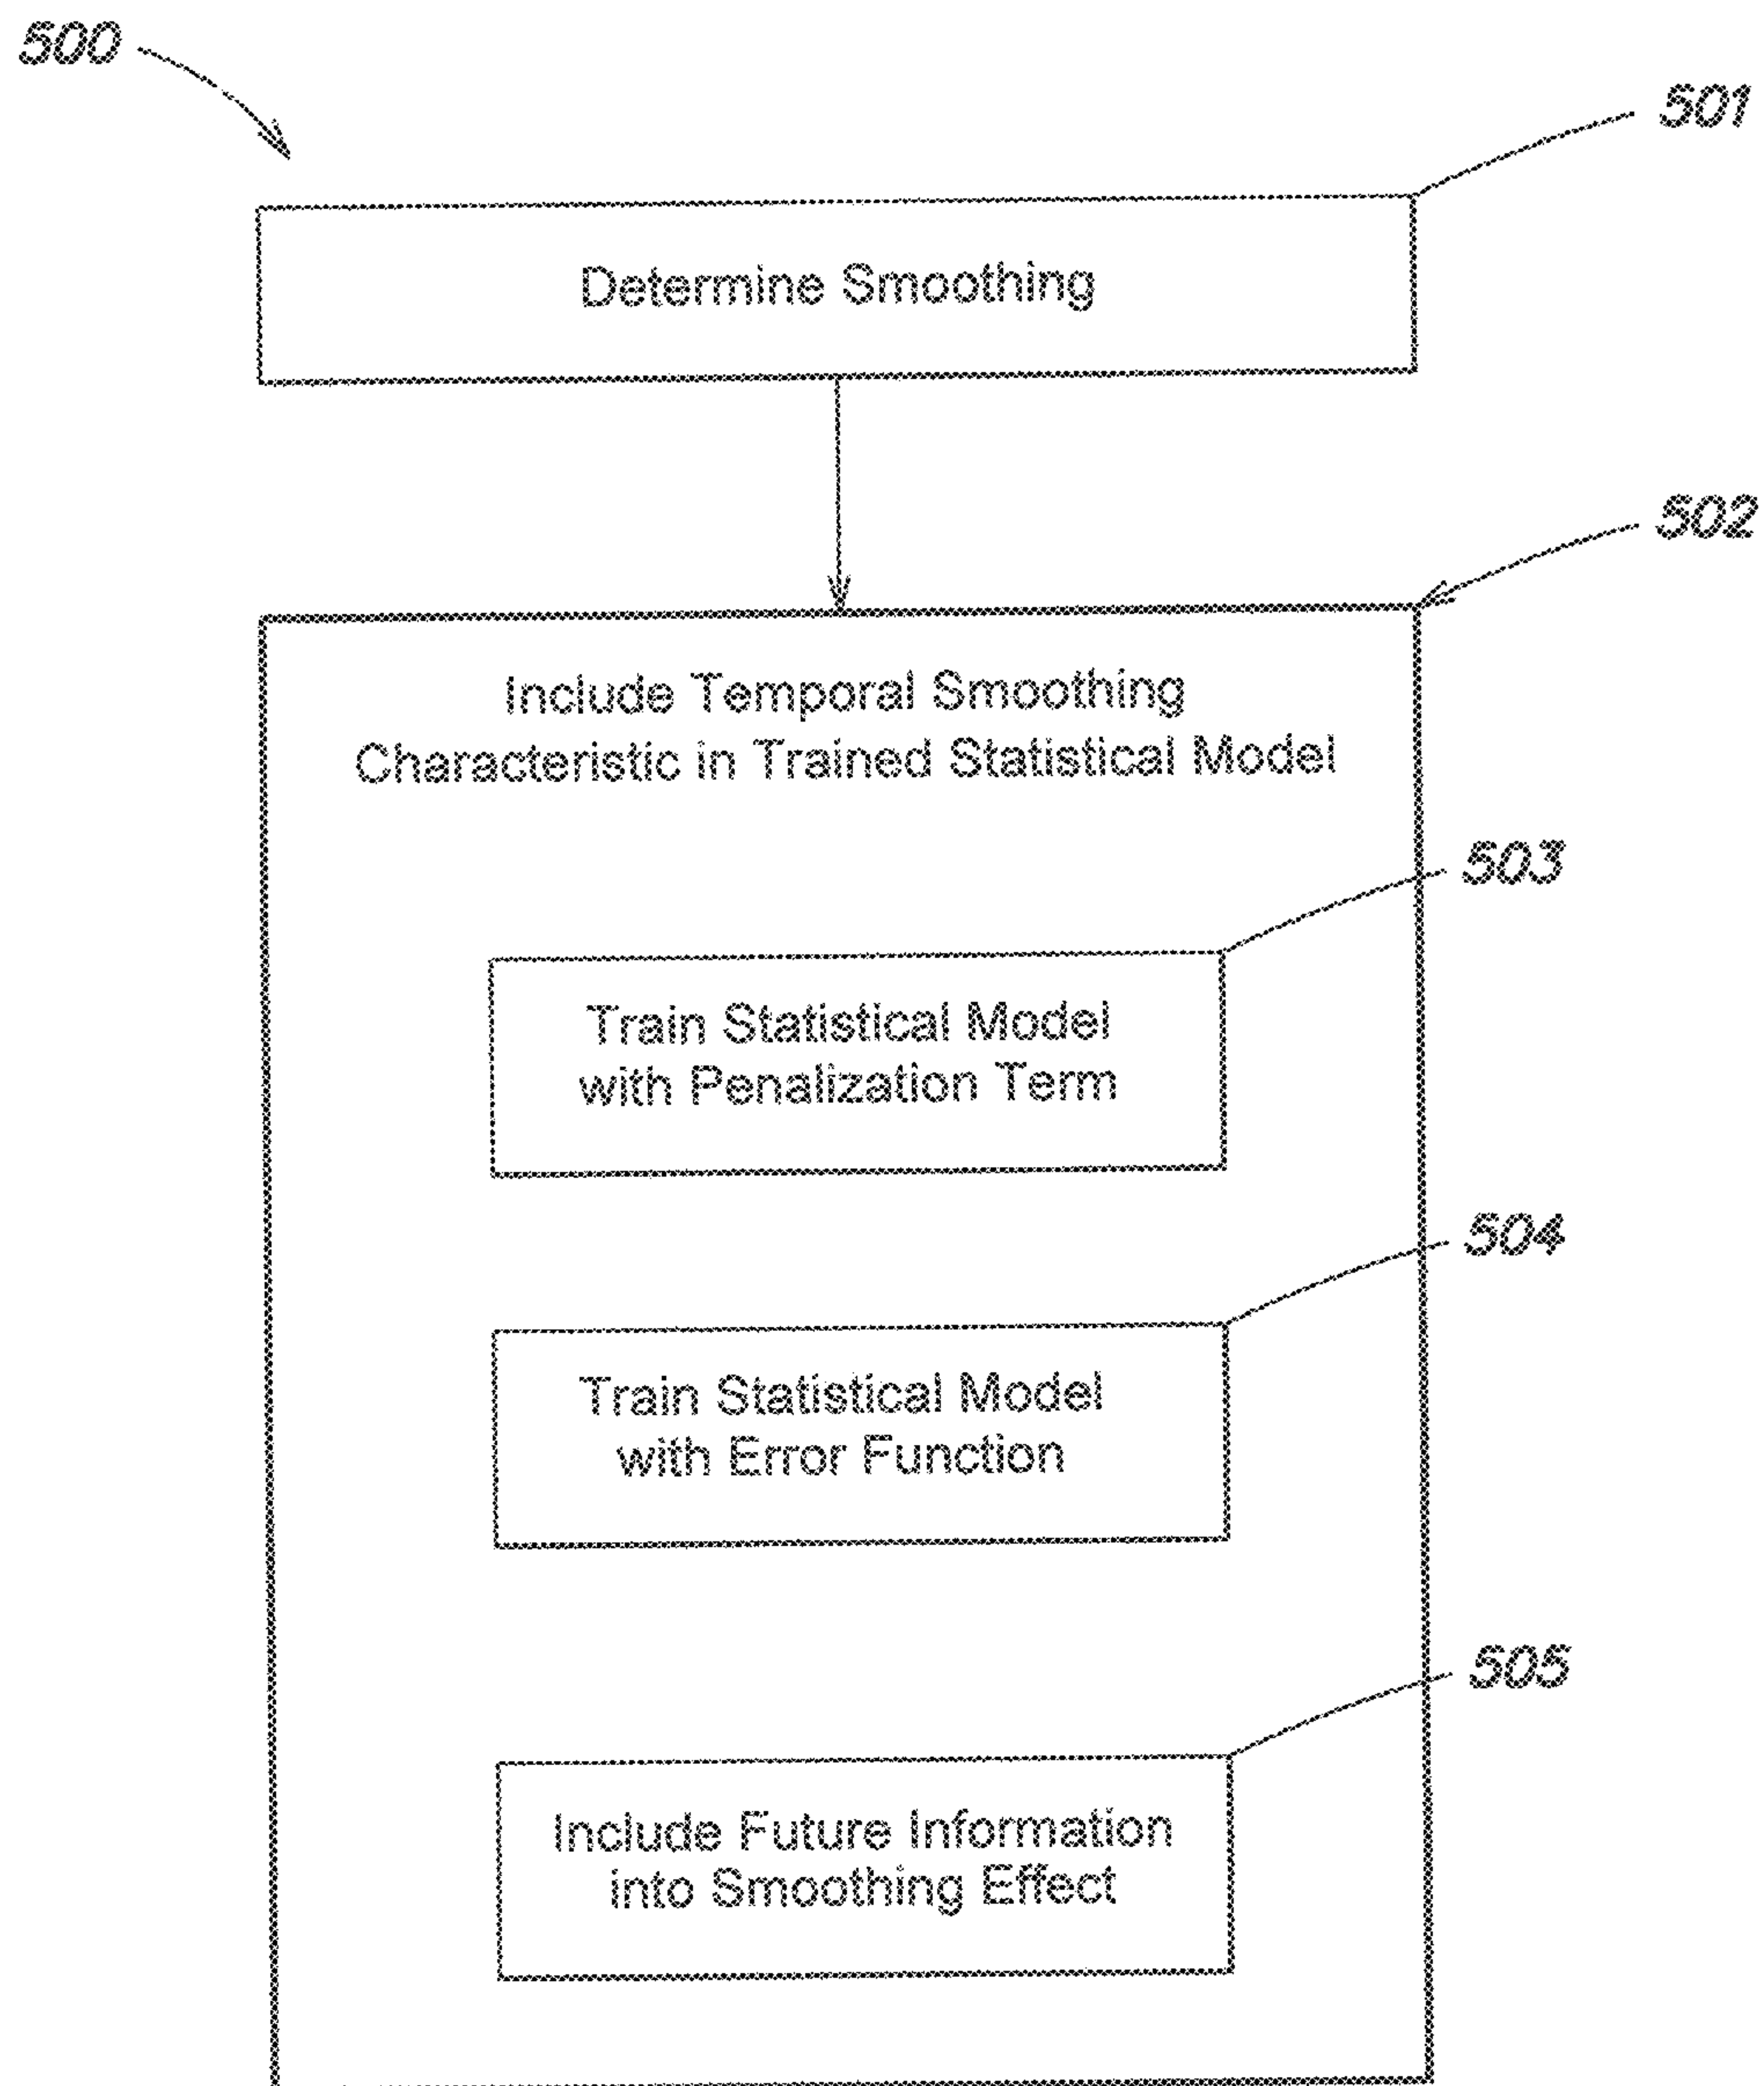 500
501
Determine Smoothing
502
Include Temporal Smoothing
Characteristic in Trained Statistical Model
503
Train Statistical Model
with Penalization Term
504
Train Statistical Model
with Error Function
505
Include Future Information
into Smoothing Effect